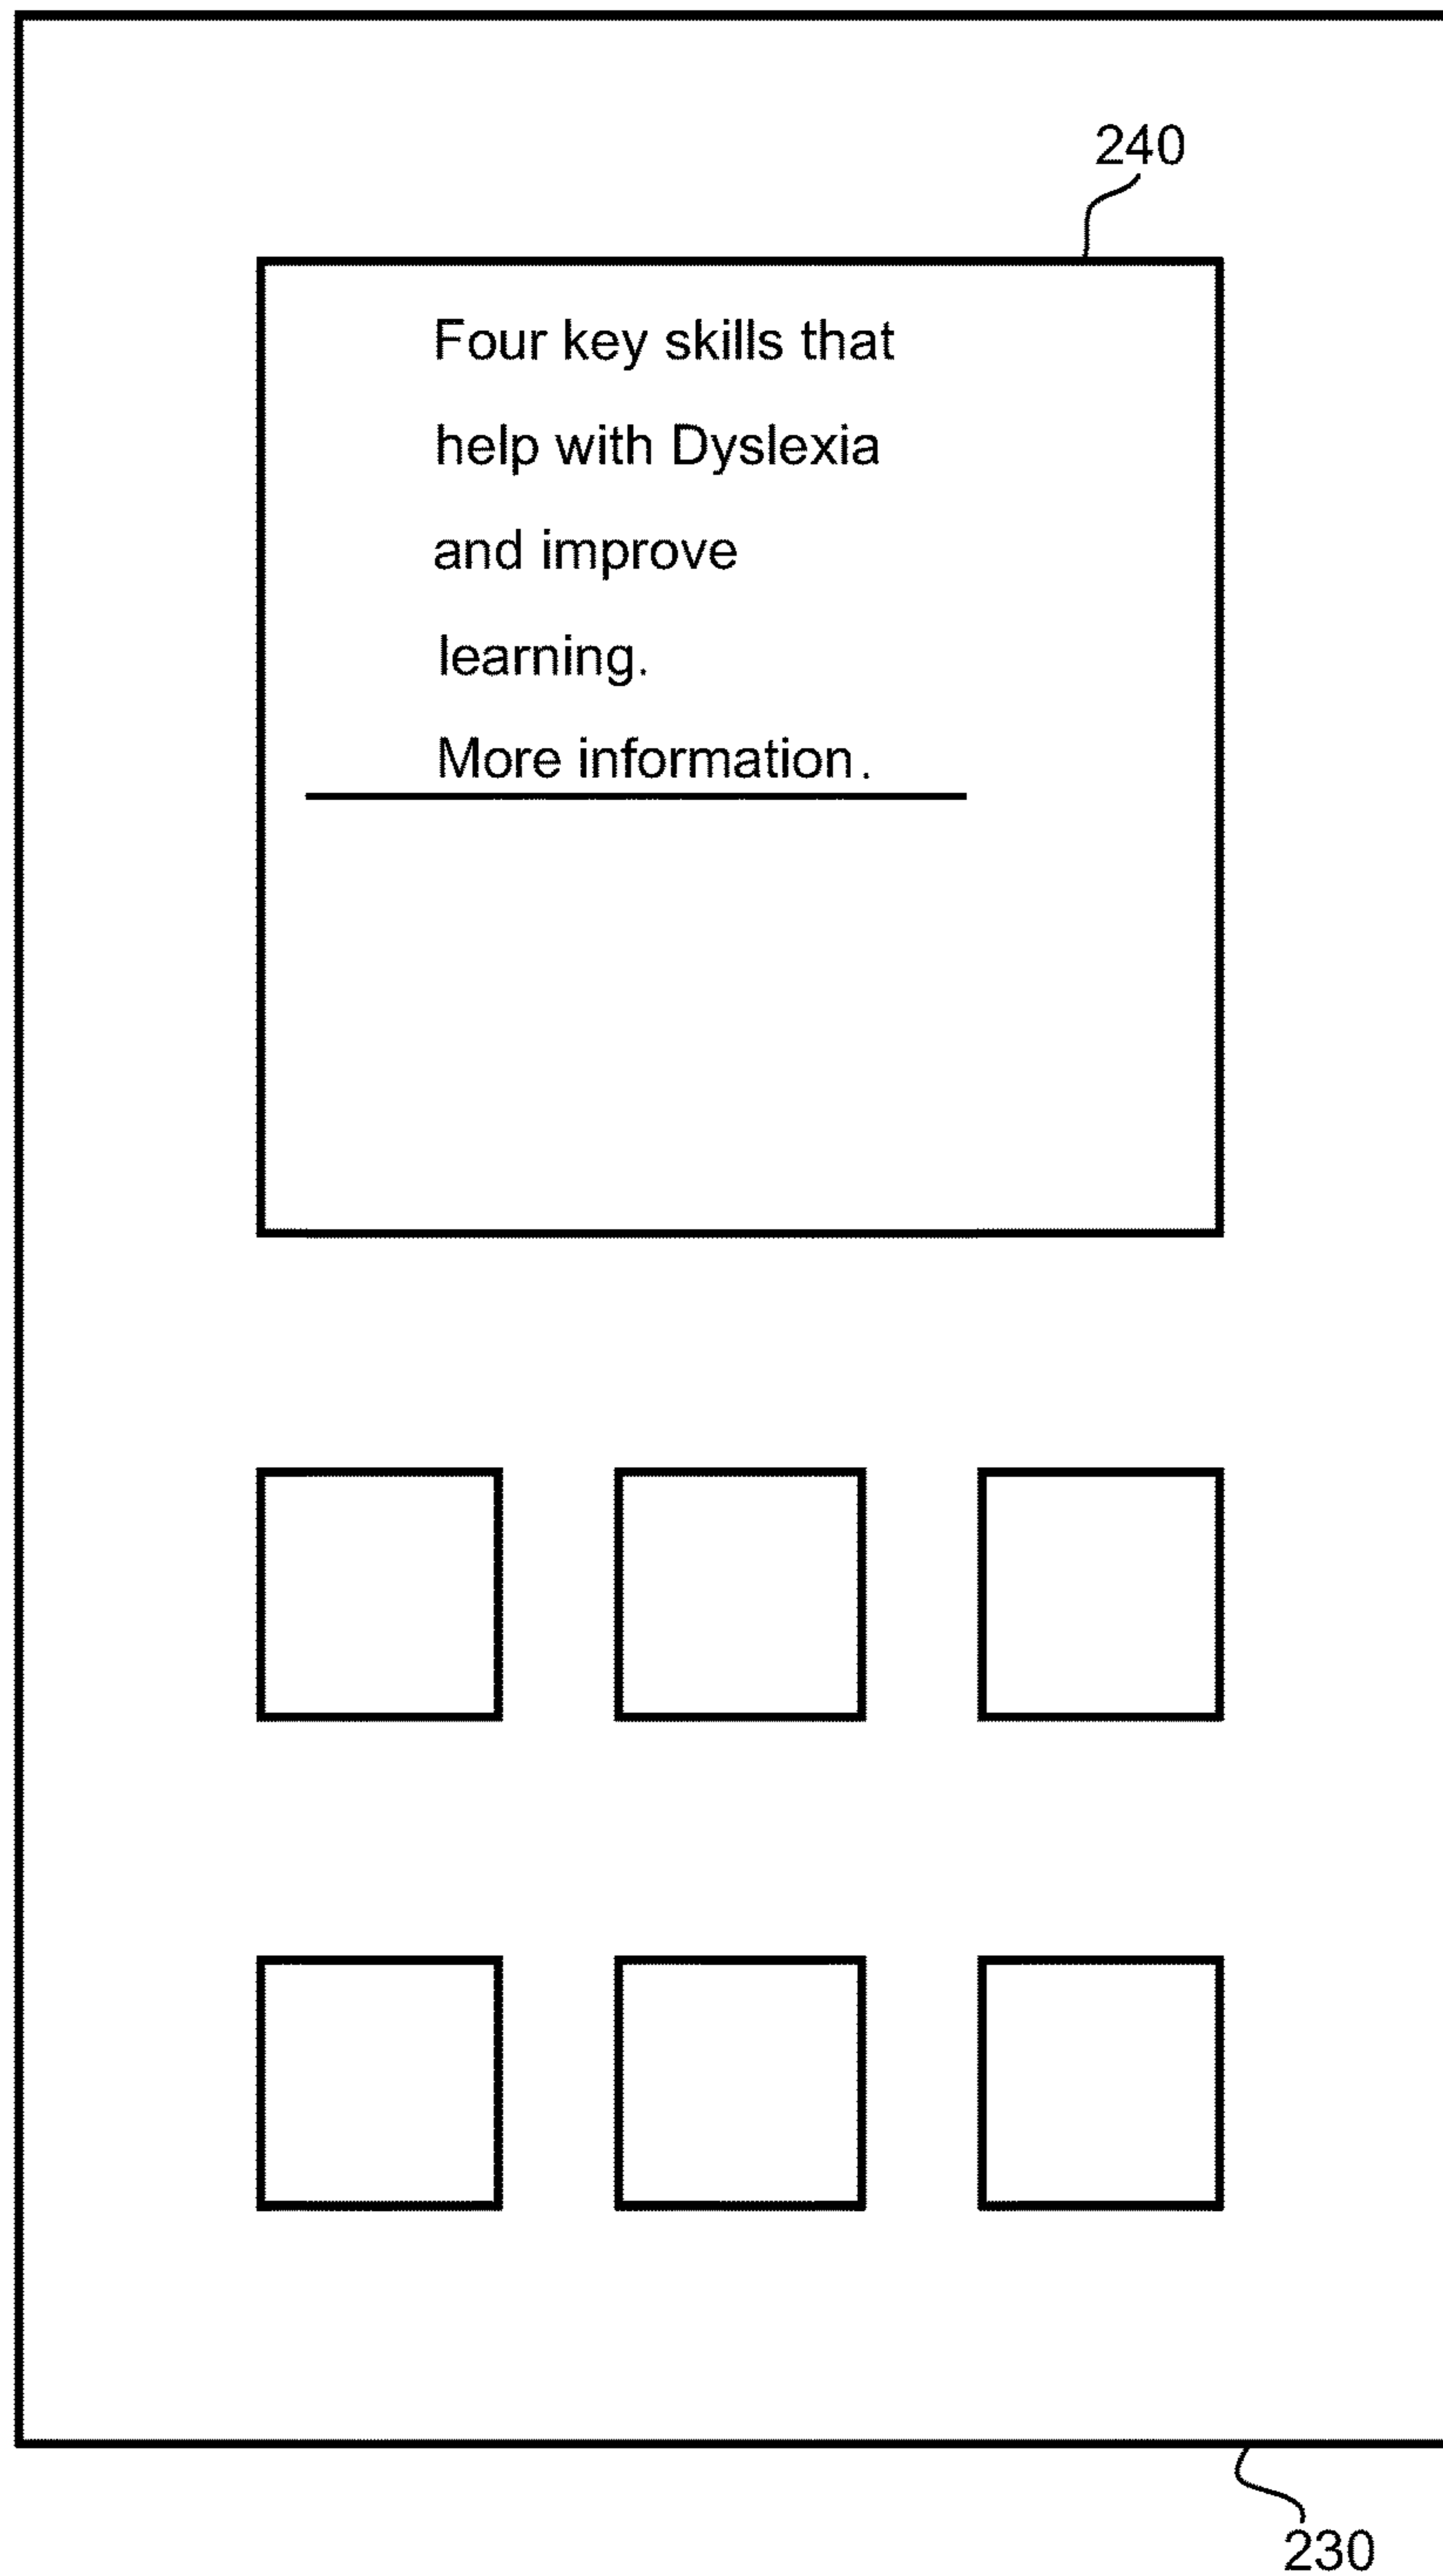 240
Four key skills that
help with Dyslexia
and improve
learning.
More information.
230